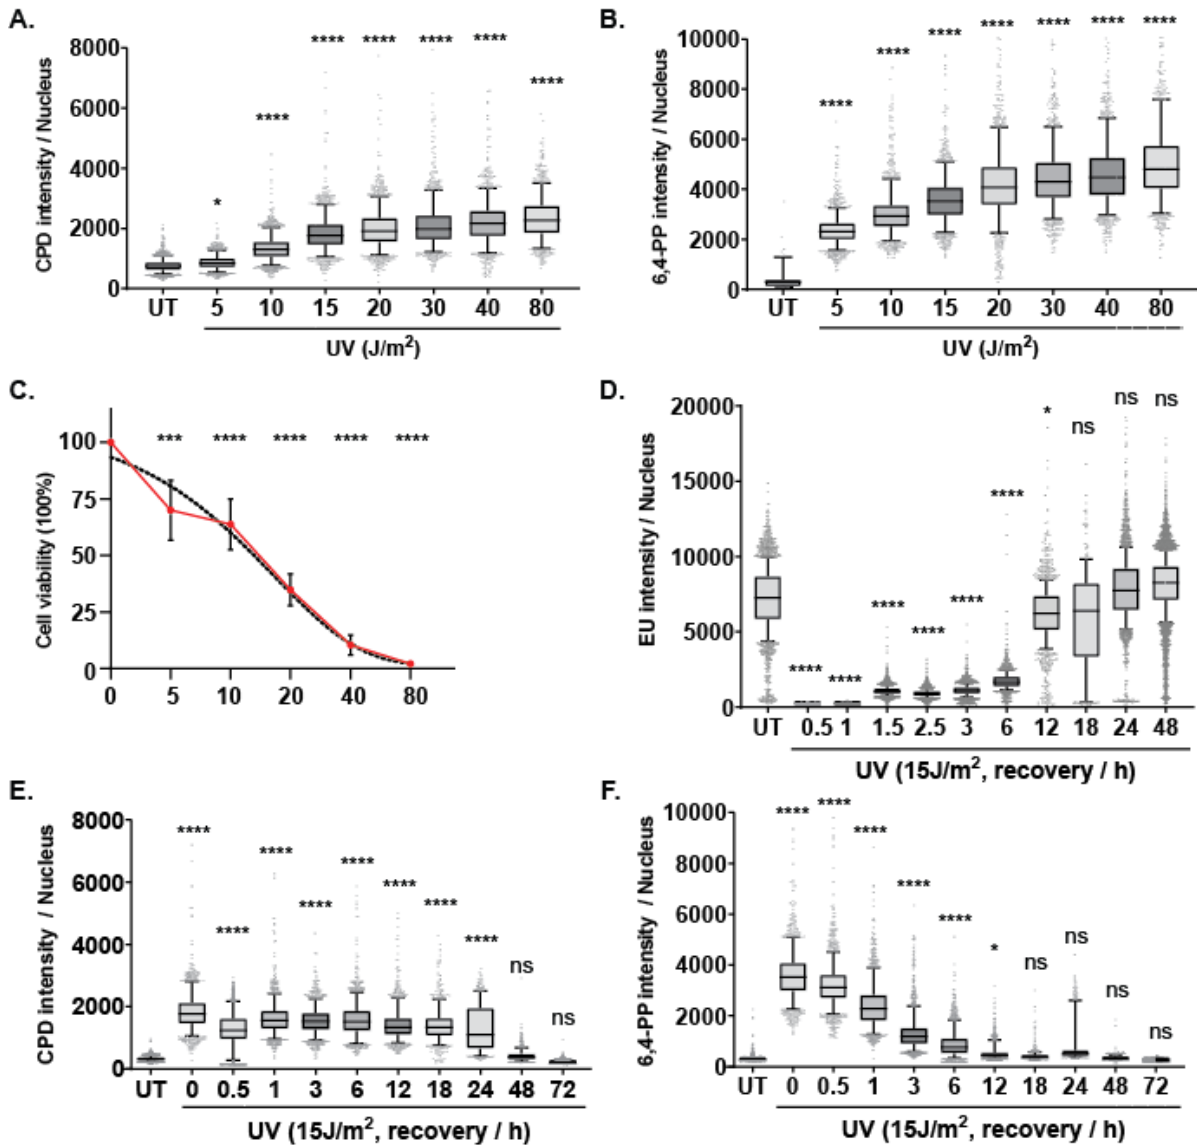 A.
CPD intensity / Nucleus
8000
6000
4000
2000
0
* **** **** **** **** **** ****
UT 5 10 15 20 30 40 80
UV (J/m²)
B.
6,4-PP intensity / Nucleus
10000
8000
6000
4000
2000
0
**** **** **** **** **** **** ****
UT 5 10 15 20 30 40 80
UV (J/m²)
C.
Cell viability (100%)
100
75
50
25
0
*** **** **** **** ****
0 5 10 20 40 80
D.
EU intensity / Nucleus
20000
15000
10000
5000
0
**** **** **** **** **** **** * ns ns ns
UT 0.5 1 1.5 2.5 3 6 12 18 24 48
UV (15J/m², recovery / h)
E.
CPD intensity / Nucleus
8000
6000
4000
2000
0
**** **** **** **** **** **** **** **** ns ns
UT 0 0.5 1 3 6 12 18 24 48 72
UV (15J/m², recovery / h)
F.
6,4-PP intensity / Nucleus
10000
8000
6000
4000
2000
0
**** **** **** **** **** * ns ns ns ns
UT 0 0.5 1 3 6 12 18 24 48 72
UV (15J/m², recovery / h)